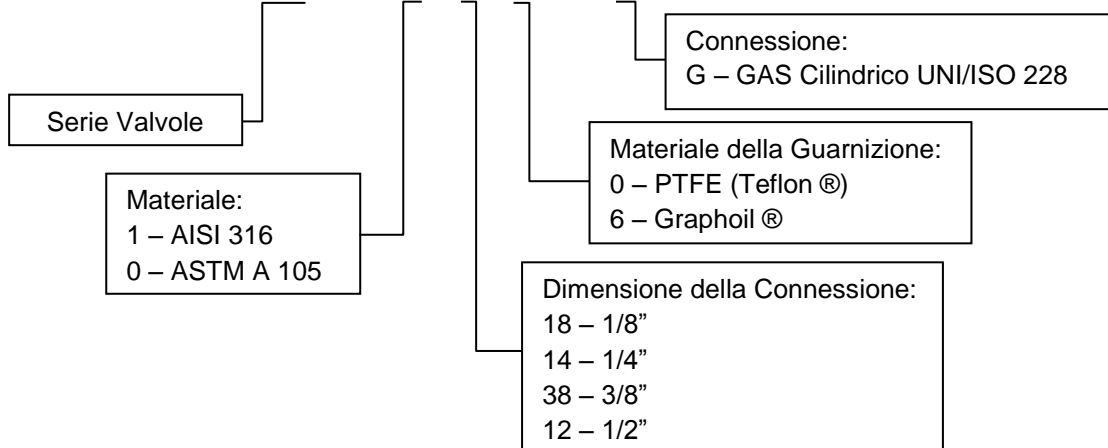 Connessione:
G – GAS Cilindrico UNI/ISO 228
Serie Valvole
Materiale della Guarnizione:
0 – PTFE (Teflon ®)
6 – Graphoil ®
Materiale:
1 – AISI 316
0 – ASTM A 105
Dimensione della Connessione:
18 – 1/8”
14 – 1/4”
38 – 3/8”
12 – 1/2”